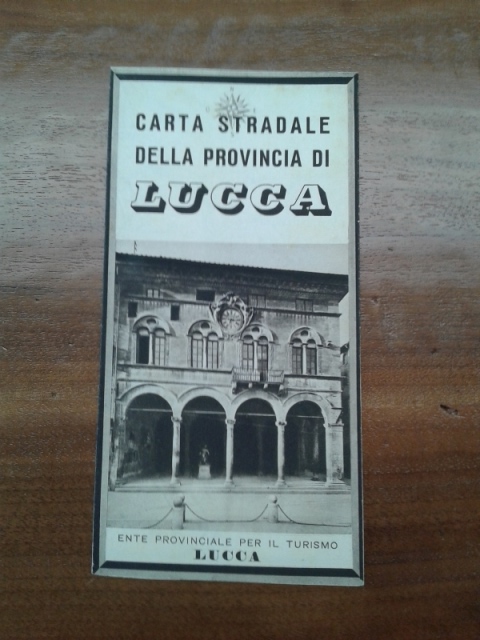 CARTA STRADALE
DELLA PROVINCIA DI
LUCCA
ENTE PROVINCIALE PER IL TURISMO
LUCCA